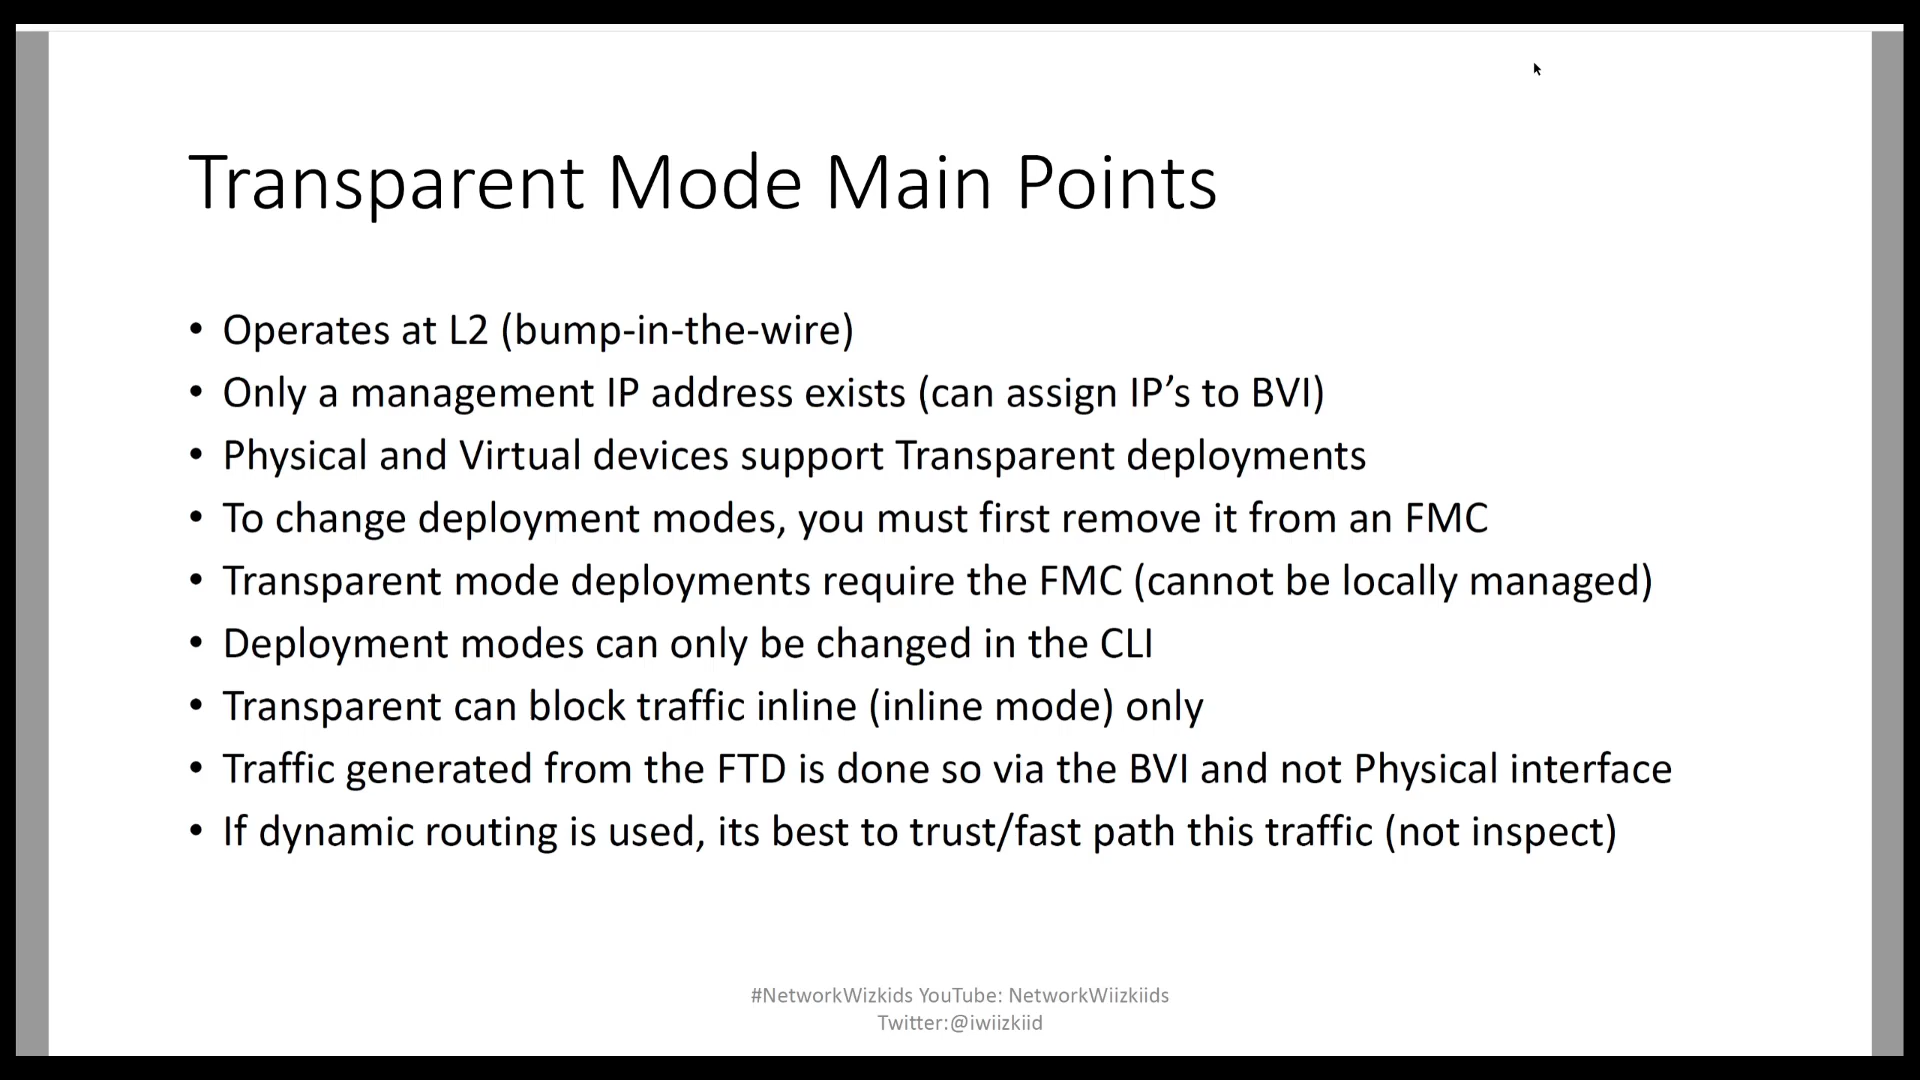 Transparent Mode Main Points
• Operates at L2 (bump-in-the-wire)
• Only a management IP address exists (can assign IP’s to BVI)
• Physical and Virtual devices support Transparent deployments
• To change deployment modes, you must first remove it from an FMC
• Transparent mode deployments require the FMC (cannot be locally managed)
• Deployment modes can only be changed in the CLI
• Transparent can block traffic inline (inline mode) only
• Traffic generated from the FTD is done so via the BVI and not Physical interface
• If dynamic routing is used, its best to trust/fast path this traffic (not inspect)
#NetworkWizkids YouTube: NetworkWiizkiids
Twitter:@iwiizkiid